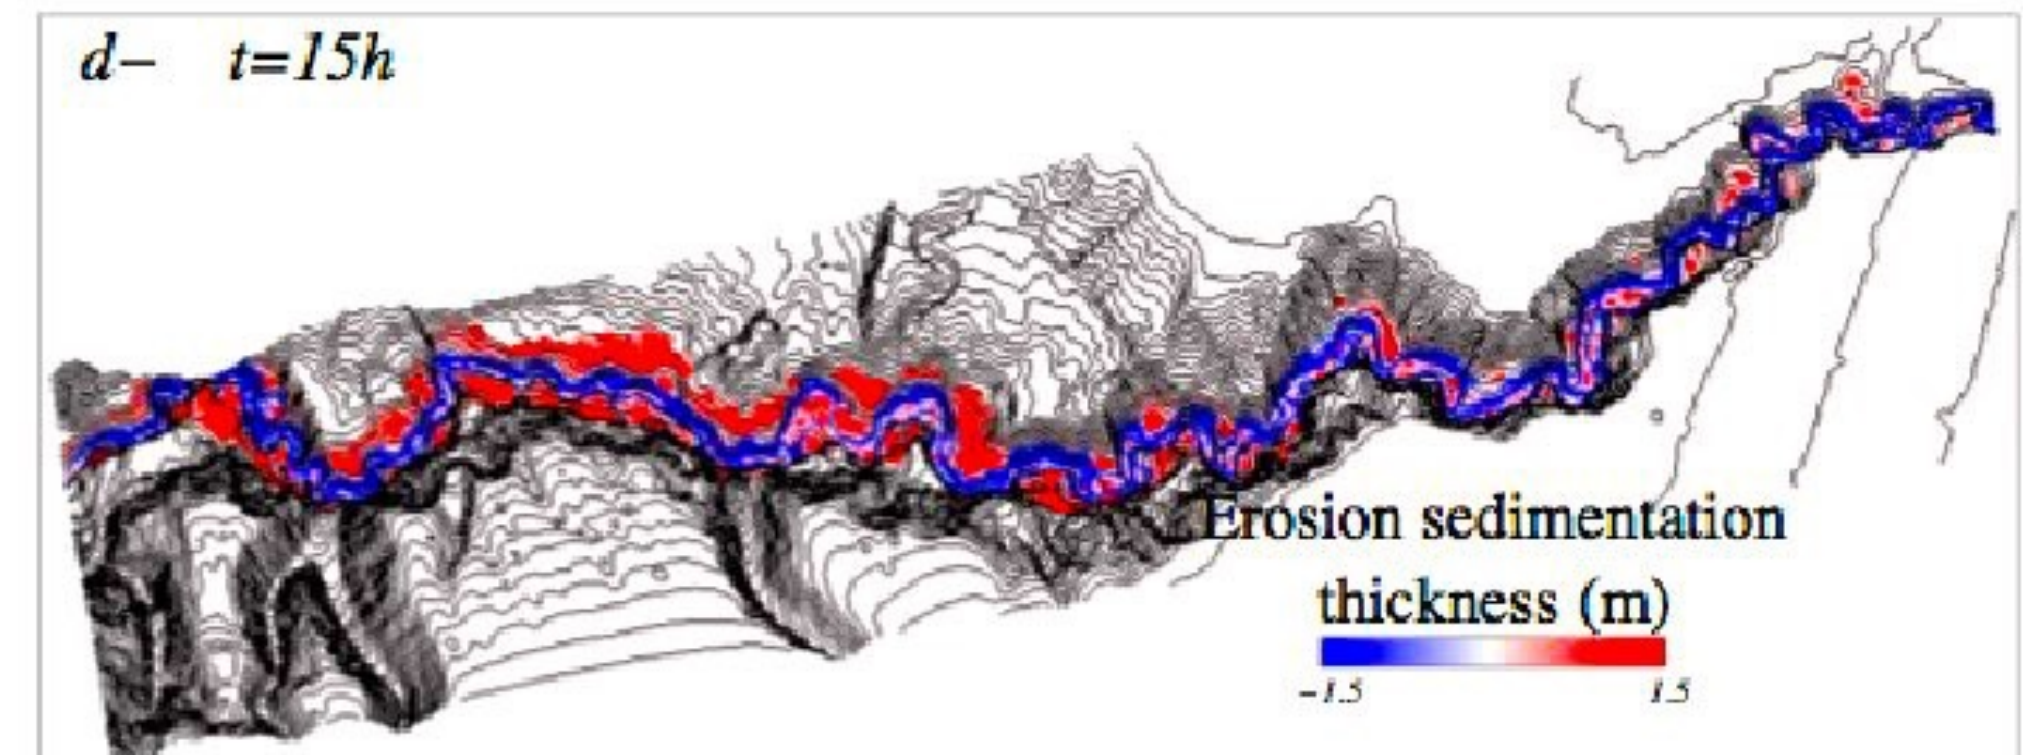 d– t=15h
Erosion sedimentation
thickness (m)
–1.5 1.5